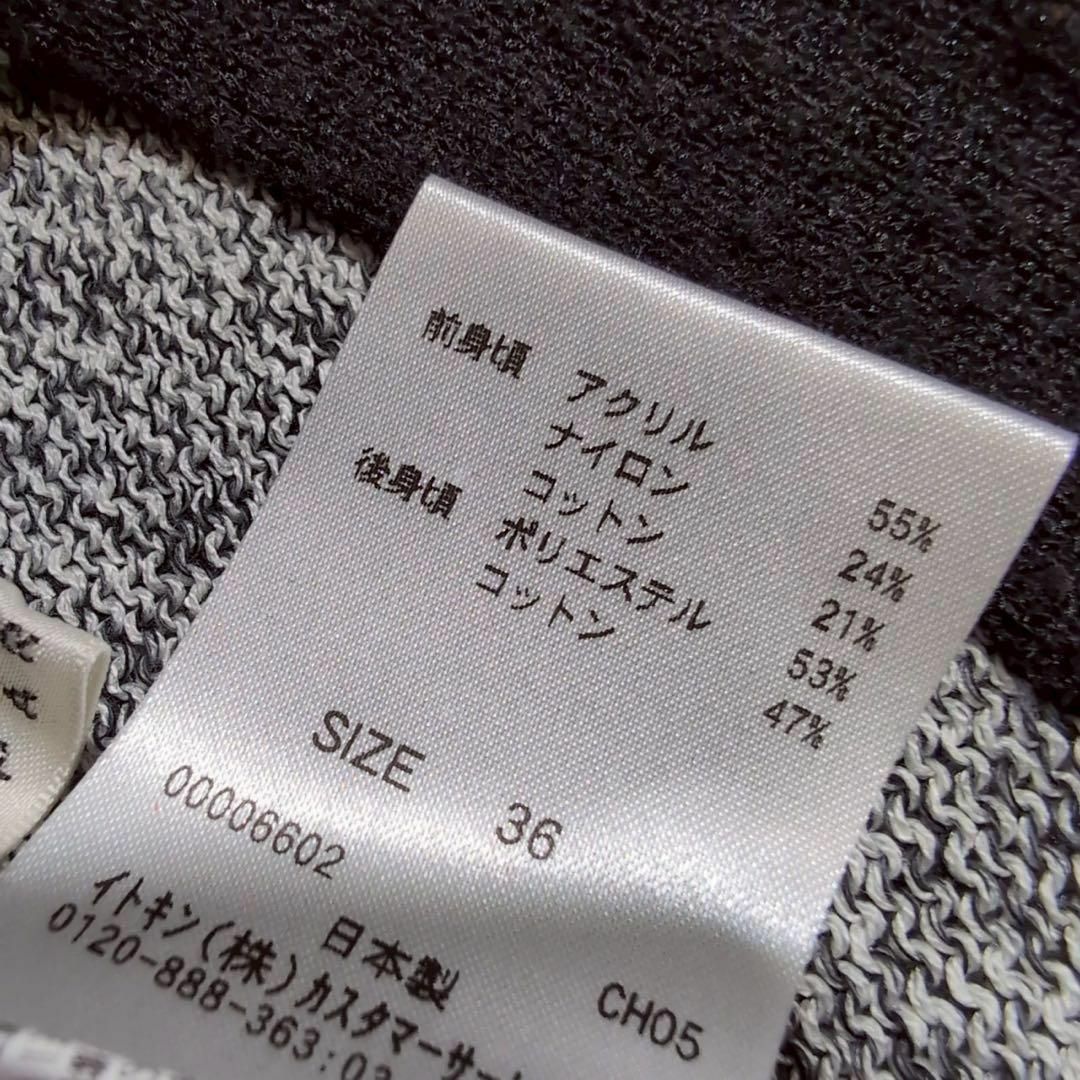 前身頃 アクリル 55%
ナイロン 24%
コットン 21%
後身頃 ポリエステル 53%
コットン 47%
SIZE 36
00006602
日本製 CH05
イトキン(株)カスタマーサー
0120-888-363:03